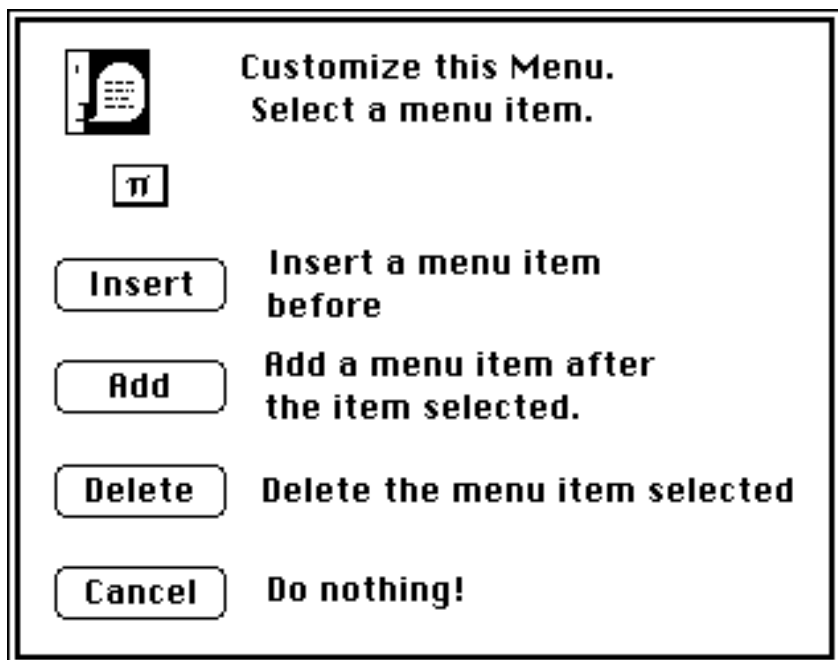 Customize this Menu.
Select a menu item.
π
Insert
Insert a menu item
before
Add
Add a menu item after
the item selected.
Delete
Delete the menu item selected
Cancel
Do nothing!